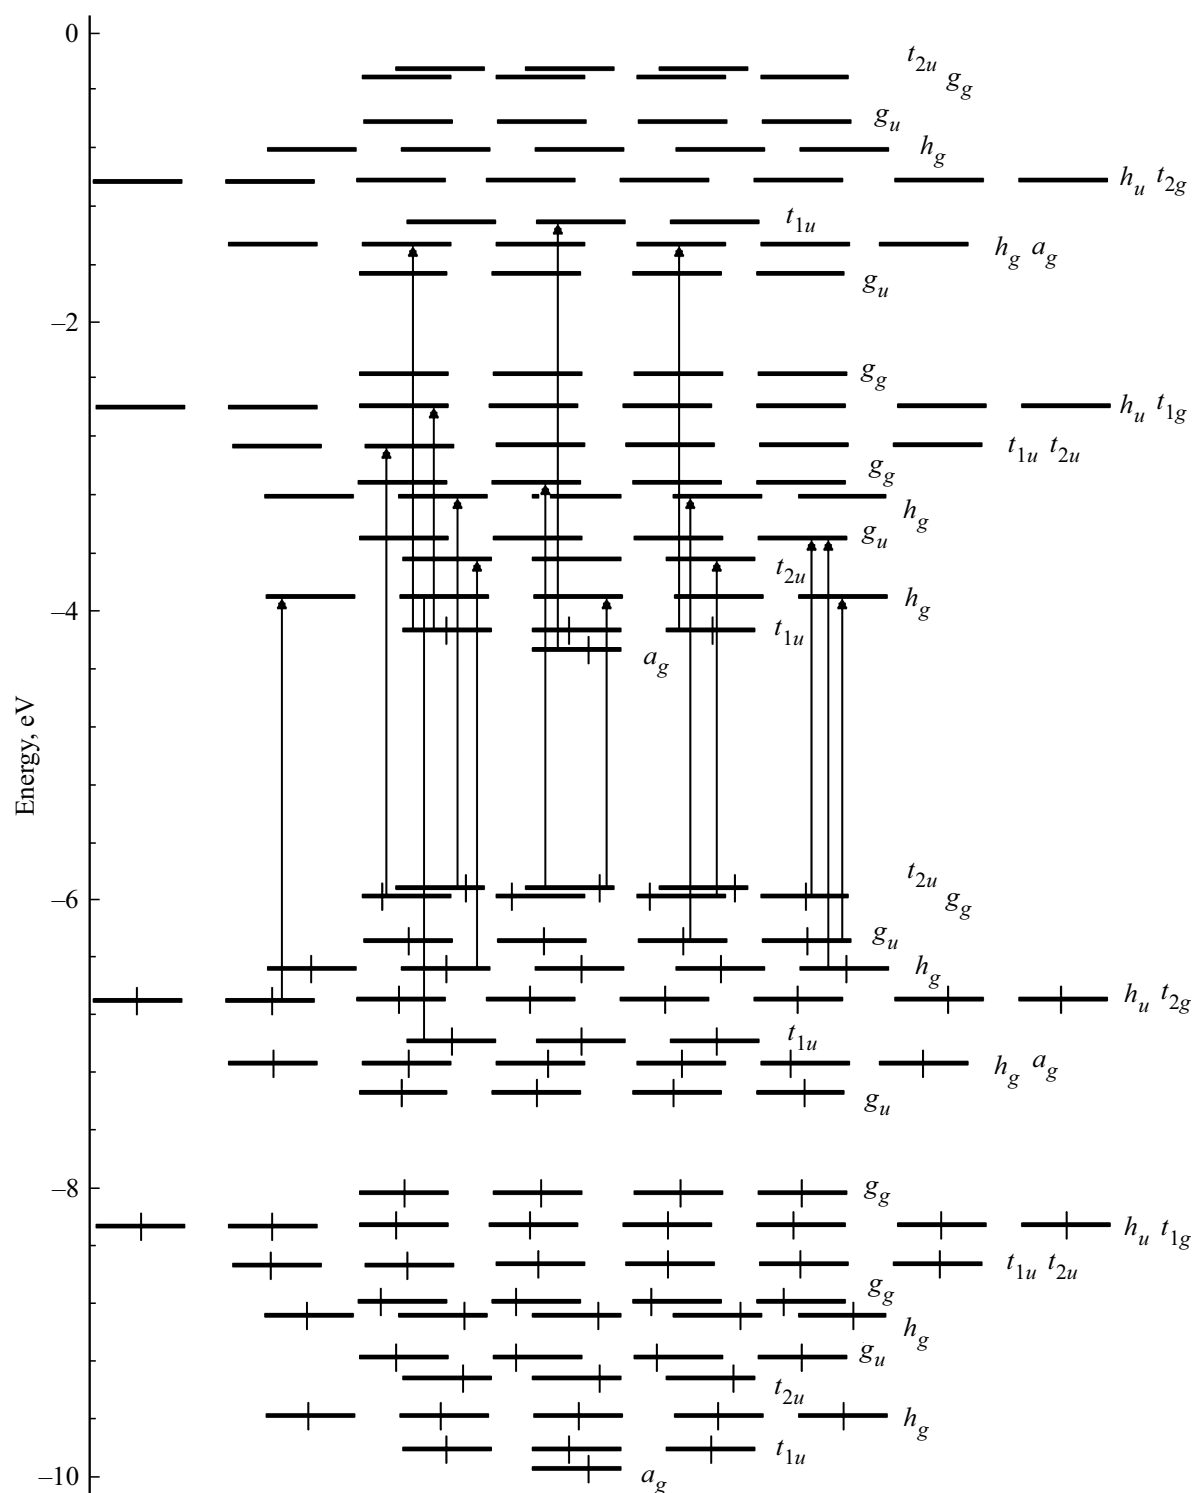 0
t2u gg
gu
hg
hu t2g
t1u
hg ag
gu
–2
gg
hu t1g
t1u t2u
gg
hg
gu
t2u
hg
–4
t1u
ag
Energy, eV
t2u gg
–6
gu
hg
hu t2g
t1u
hg ag
gu
–8
gg
hu t1g
t1u t2u
gg
hg
gu
t2u
hg
t1u
ag
–10